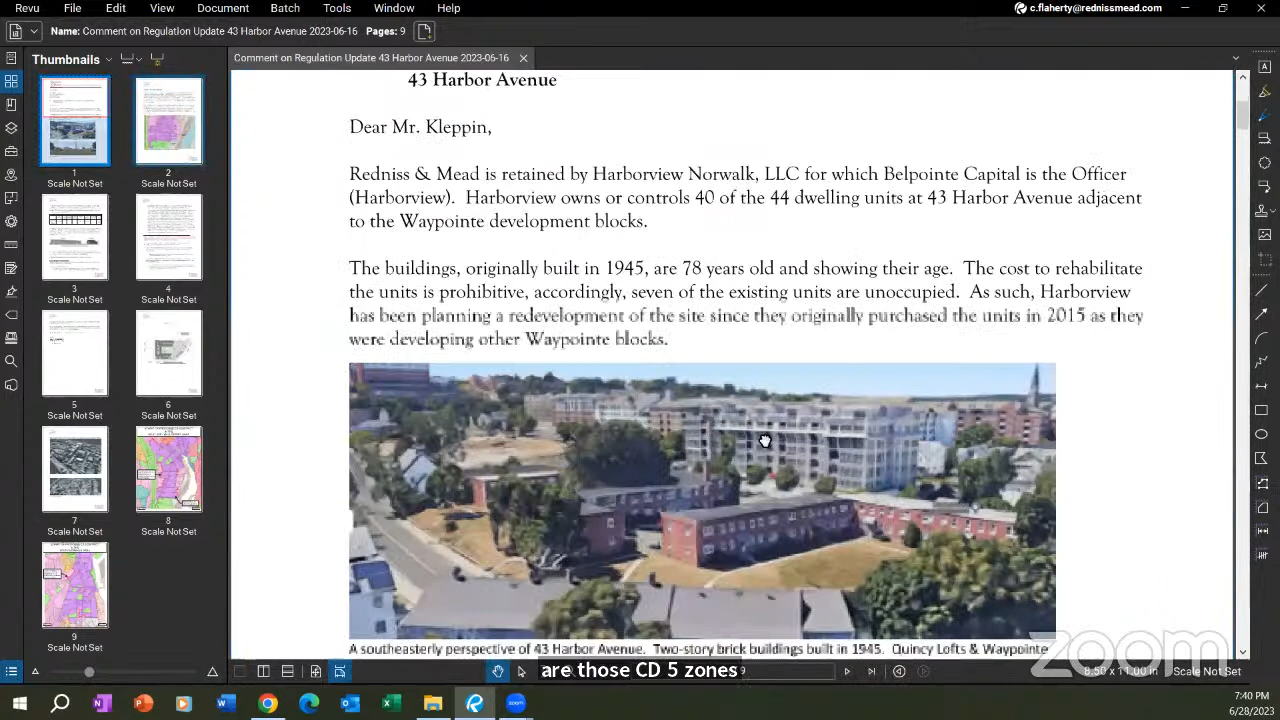 Revu File Edit View Document Batch Tools Window Help c.flaherty@rednissmead.com
Name: Comment on Regulation Update 43 Harbor Avenue 2023-06-16 Pages: 9
Thumbnails
Comment on Regulation Update 43 Harbor Avenue 2023-06-16
1
Scale Not Set
2
Scale Not Set
3
Scale Not Set
4
Scale Not Set
5
Scale Not Set
6
Scale Not Set
7
Scale Not Set
8
Scale Not Set
9
Scale Not Set
43 Harbor Avenue
Dear Mr. Kleppin,
Redniss & Mead is retained by Harborview Norwalk, LLC for which Belpointe Capital is the Officer
(Harborview). Harborview owns or controls 40 of the 44 dwelling units at 43 Harbor Avenue adjacent
to the Waypointe development blocks.
The buildings, originally built in 1945, are 78 years old and showing their age. The cost to rehabilitate
the units is prohibitive, accordingly, seven of the existing units are unoccupied. As such, Harborview
has been planning a redevelopment of the site since they originally purchased the units in 2015 as they
were developing other Waypointe blocks.
A southeasterly perspective of 43 Harbor Avenue. Two-story brick buildings built in 1945. Quincy Lofts & Waypointe
zoom
are those CD 5 zones
8.50 x 11.00 in Scale Not Set
7:40 PM
6/28/2023